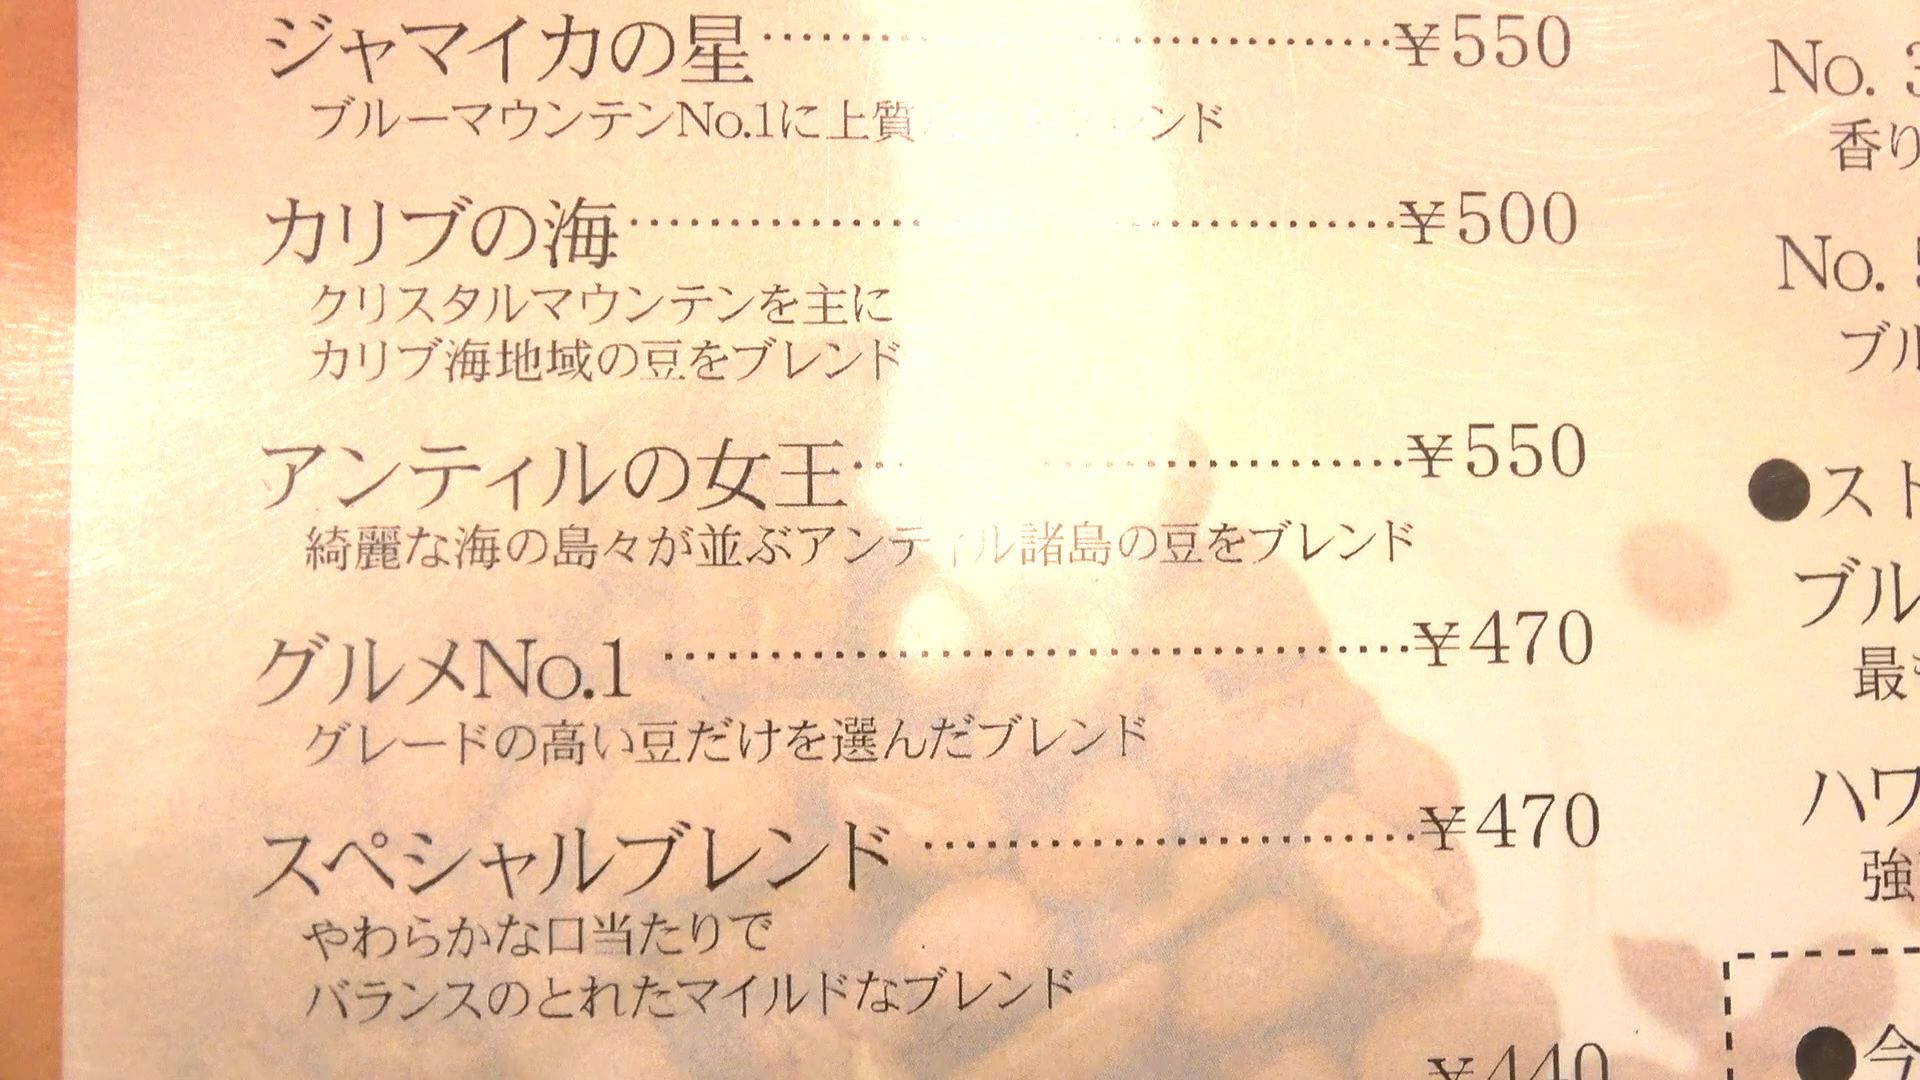 ジャマイカの星 ¥550
ブルーマウンテンNo.1に上質 ンド
カリブの海 ¥500
クリスタルマウンテンを主に
カリブ海地域の豆をブレンド
アンティルの女王 ¥550
綺麗な海の島々が並ぶアンティル諸島の豆をブレンド
グルメNo.1 ¥470
グレードの高い豆だけを選んだブレンド
スペシャルブレンド ¥470
やわらかな口当たりで
バランスのとれたマイルドなブレンド
¥440
No. 3
香り
No. 5
ブル
●スト
ブル
最
ハワ
強
●今